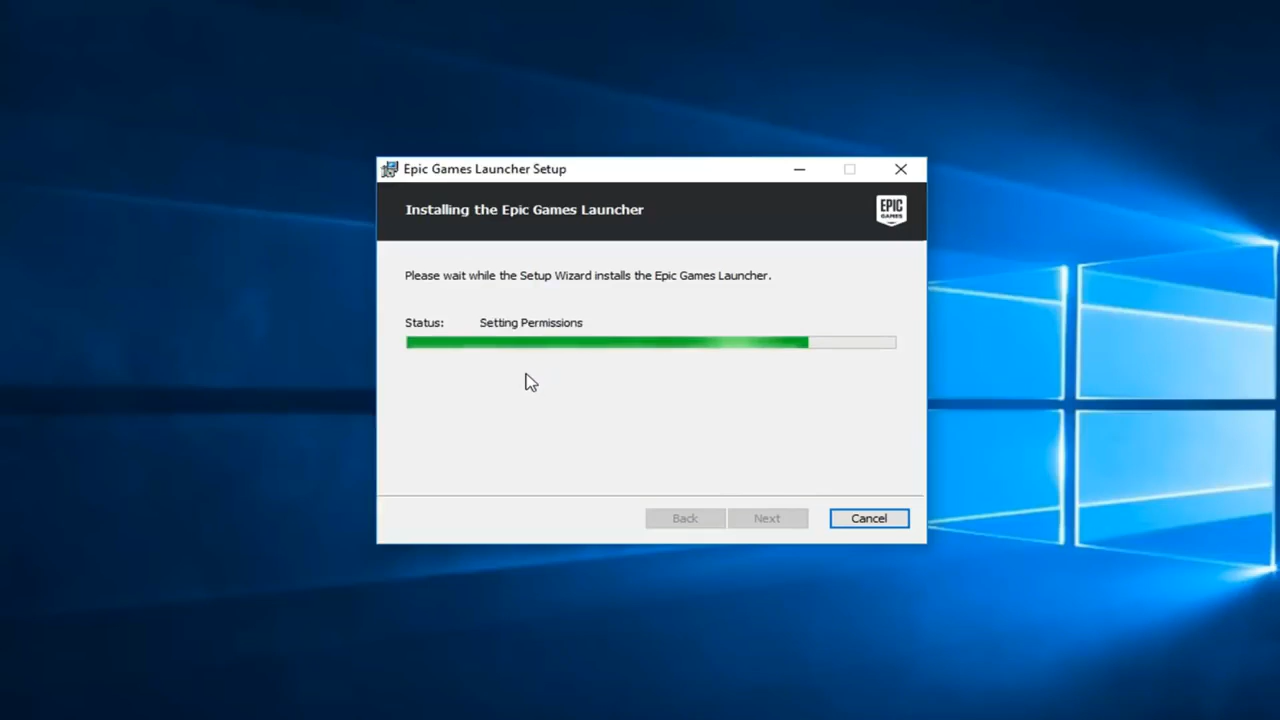 Epic Games Launcher Setup
Installing the Epic Games Launcher
EPIC
GAMES
Please wait while the Setup Wizard installs the Epic Games Launcher.
Status: Setting Permissions
Back Next Cancel